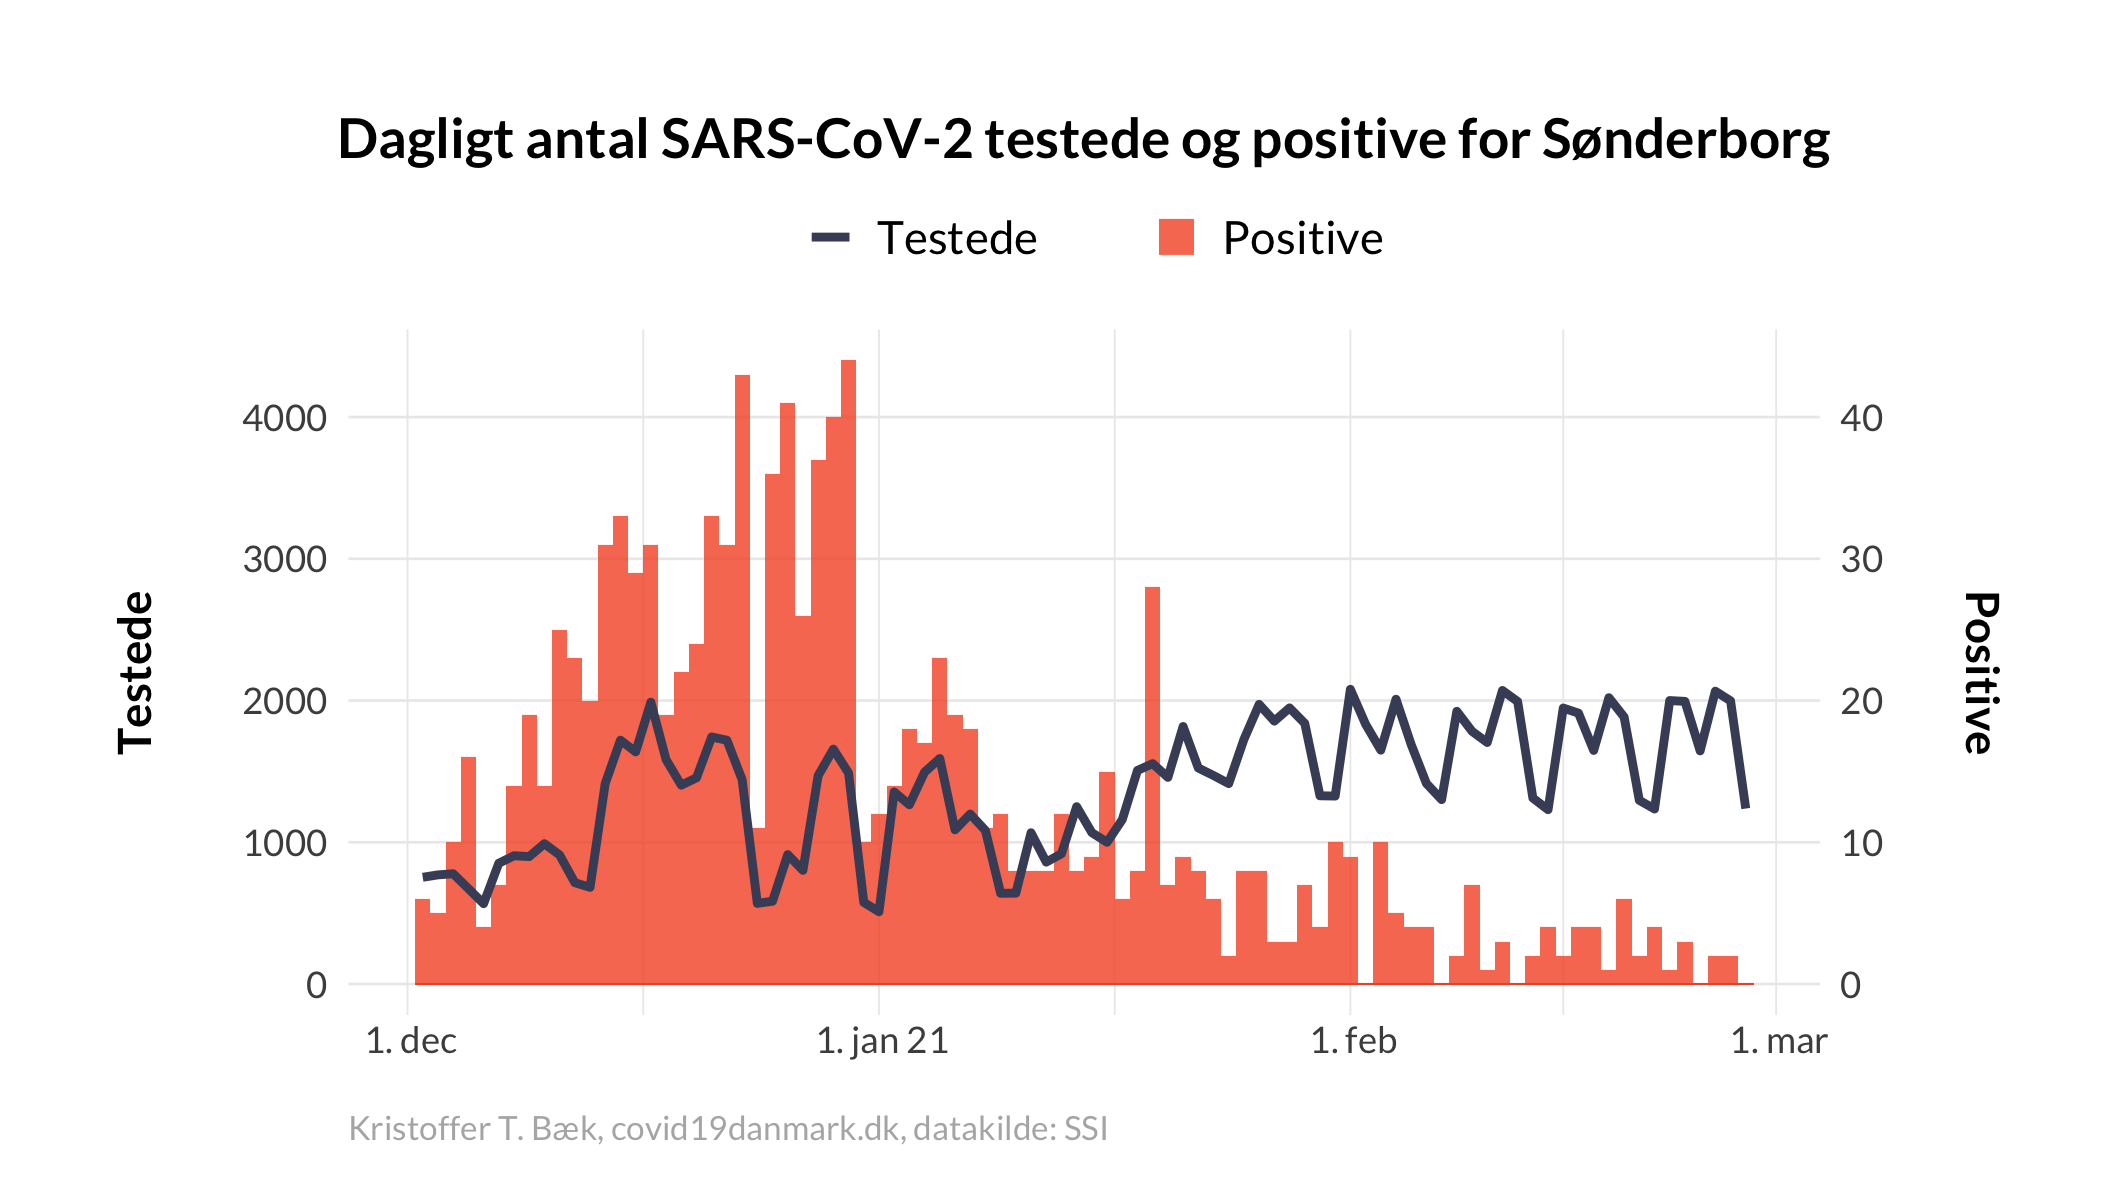 Dagligt antal SARS-CoV-2 testede og positive for Sønderborg
Testede Positive
4000 40
3000 30
2000 20
1000 10
0 0
Testede
Positive
1. dec 1. jan 21 1. feb 1. mar
Kristoffer T. Bæk, covid19danmark.dk, datakilde: SSI